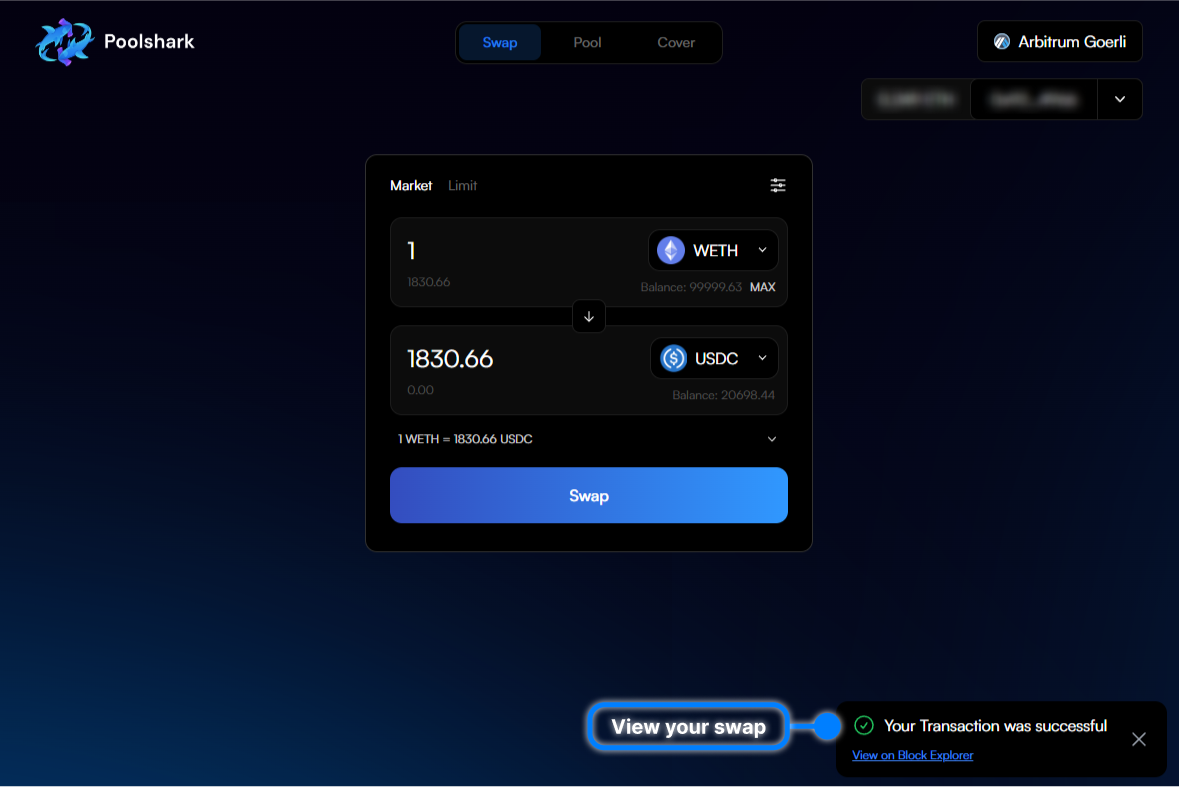 Poolshark
Swap Pool Cover
Arbitrum Goerli
Market Limit
1 WETH
1830.66 Balance: 99999.63 MAX
1830.66 USDC
0.00 Balance: 20698.44
1 WETH = 1830.66 USDC
Swap
View your swap
Your Transaction was successful
View on Block Explorer